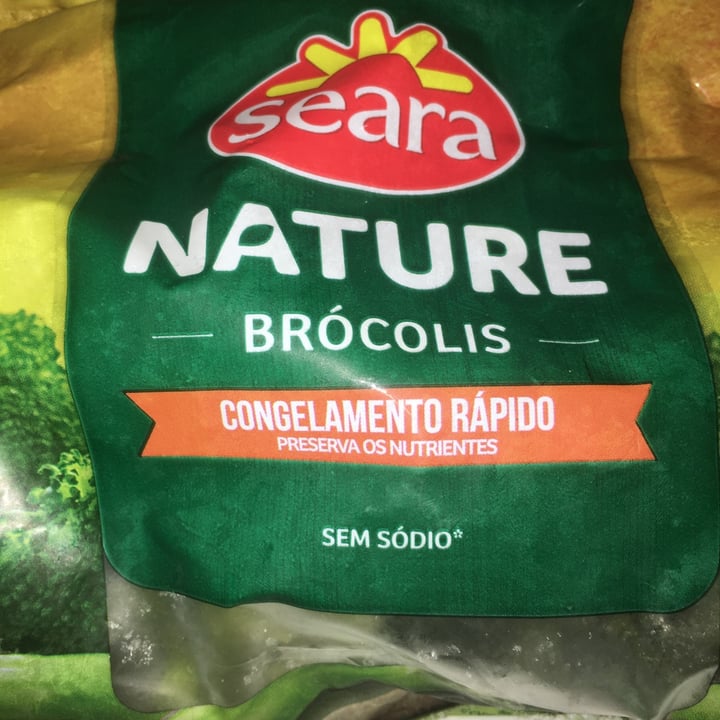 seara
NATURE
BRÓCOLIS
CONGELAMENTO RÁPIDO
PRESERVA OS NUTRIENTES
SEM SÓDIO*